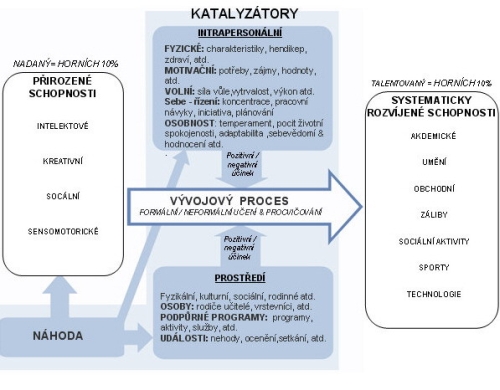 KATALYZÁTORY
INTRAPERSONÁLNÍ
FYZICKÉ: charakteristiky, hendikep,
zdraví, atd.
MOTIVAČNÍ: potřeby, zájmy, hodnoty,
atd.
VOLNÍ: síla vůle,vytrvalost, výkon atd.
Sebe - řízení: koncentrace, pracovní
návyky, iniciativa, plánování
OSOBNOST: temperament, pocit životní
spokojenosti, adaptabilita ,sebevědomí &
hodnocení atd.
.
NADANÝ = HORNÍCH 10%
PŘIROZENÉ
SCHOPNOSTI
INTELEKTOVÉ
KREATIVNÍ
SOCÁLNÍ
SENSOMOTORICKÉ
Pozitivní /
negativní
účinek
VÝVOJOVÝ PROCES
FORMÁLNÍ / NEFORMÁLNÍ UČENÍ & PROCVIČOVÁNÍ
Pozitivní /
negativní
účinek
TALENTOVANÝ = HORNÍCH 10%
SYSTEMATICKY
ROZVÍJENÉ SCHOPNOSTI
AKDEMICKÉ
UMĚNÍ
OBCHODNÍ
ZÁLIBY
SOCIÁLNÍ AKTIVITY
SPORTY
TECHNOLOGIE
NÁHODA
PROSTŘEDÍ
Fyzikální, kulturní, sociální, rodinné atd.
OSOBY: rodiče učitelé, vrstevníci, atd.
PODPŮRNÉ PROGRAMY: programy,
aktivity, služby, atd.
UDÁLOSTI: nehody, ocenění,setkání, atd.